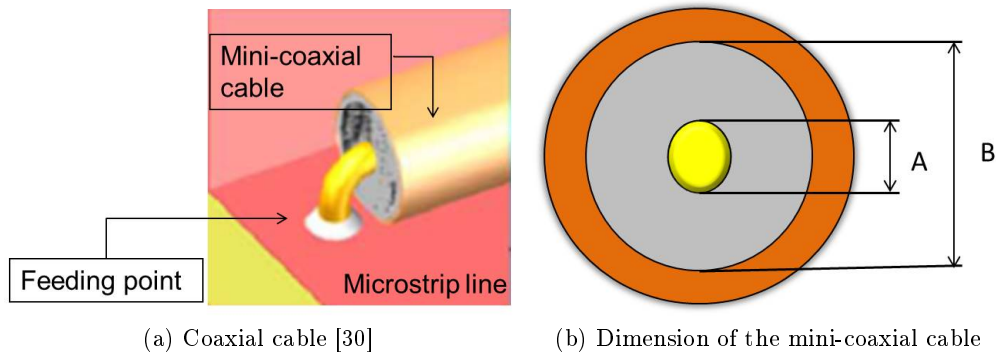 Mini-coaxial
cable
Feeding point
Microstrip line
A
B
(a) Coaxial cable [30]
(b) Dimension of the mini-coaxial cable